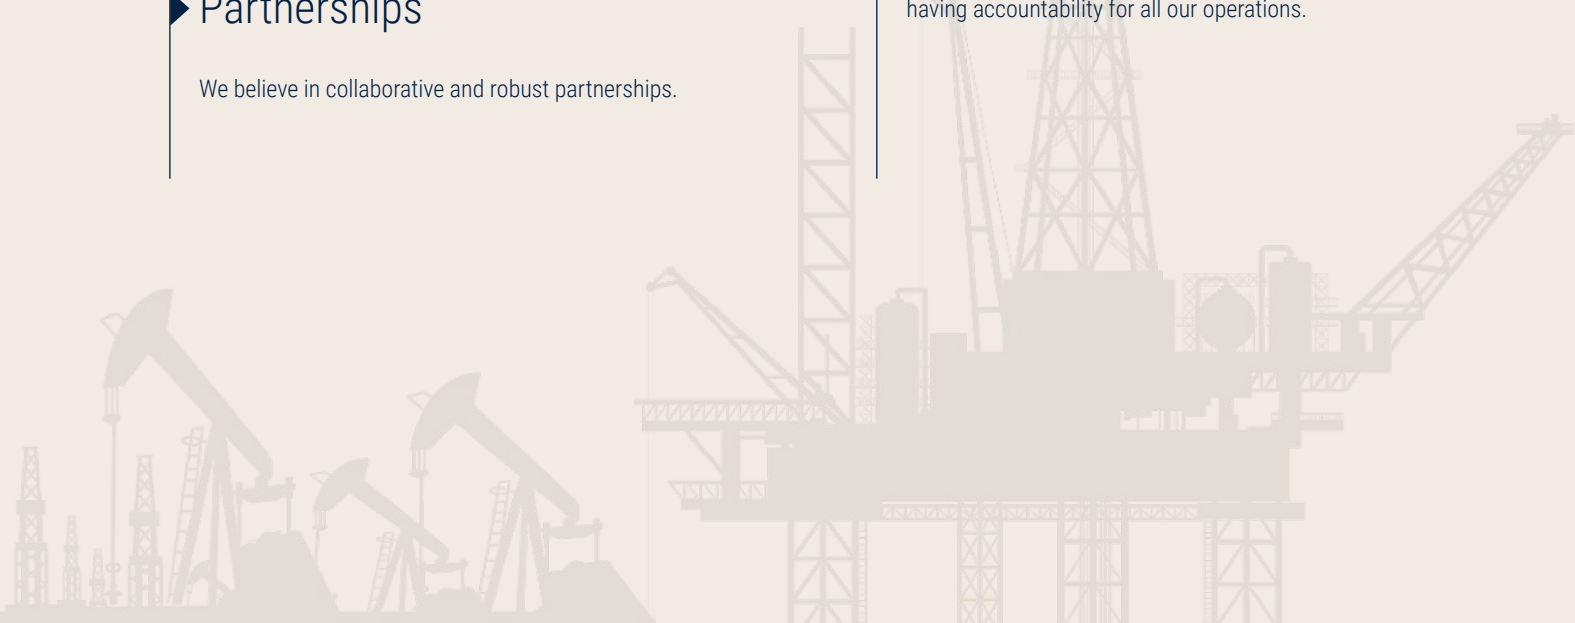 Partnerships
We believe in collaborative and robust partnerships.
having accountability for all our operations.